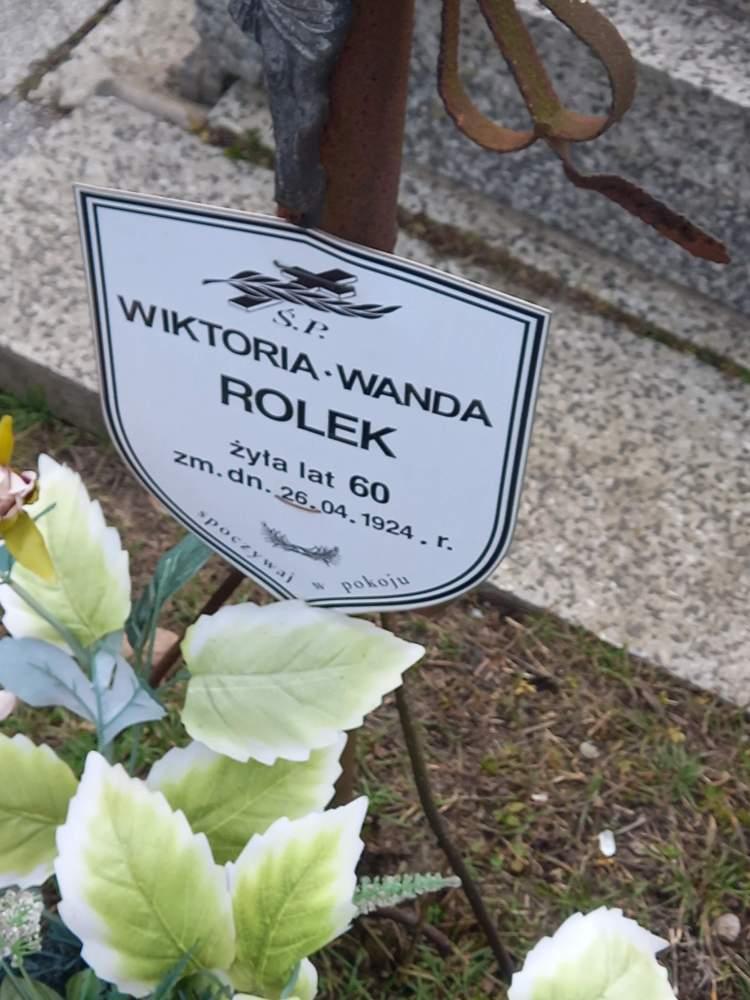 Ś.P.
WIKTORIA·WANDA
ROLEK
żyła lat 60
zm.dn. 26.04.1924.r.
spoczywaj w pokoju